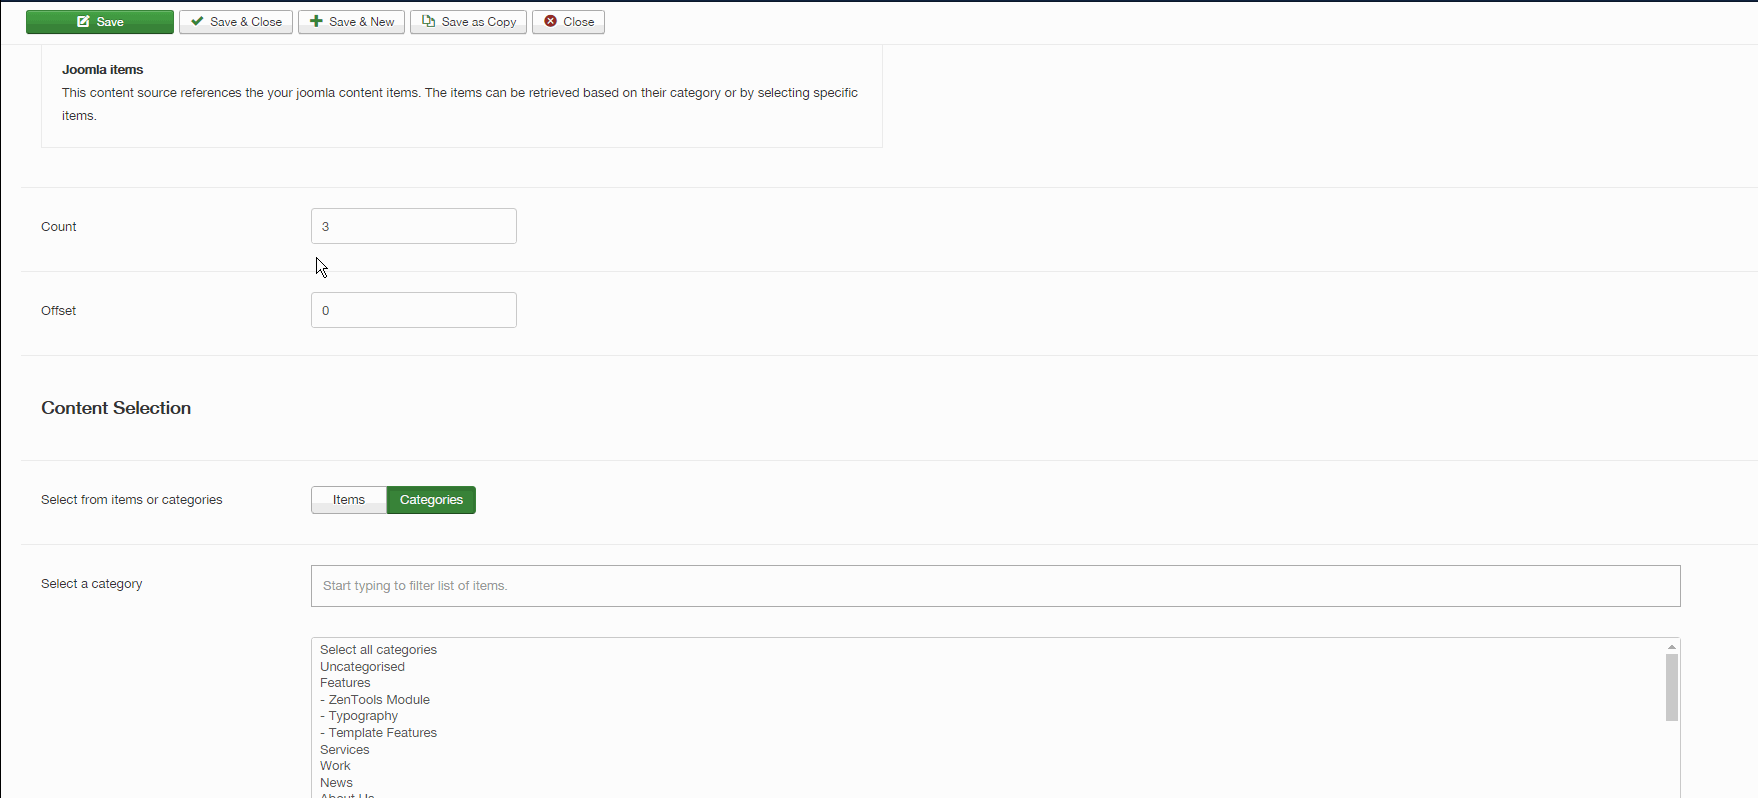 Save
Save & Close
Save & New
Save as Copy
Close
Joomla items
This content source references the your joomla content items. The items can be retrieved based on their category or by selecting specific
items.
Count
3
Offset
0
Content Selection
Select from items or categories
Items
Categories
Select a category
Start typing to filter list of items.
Select all categories
Uncategorised
Features
- ZenTools Module
- Typography
- Template Features
Services
Work
News
About Us